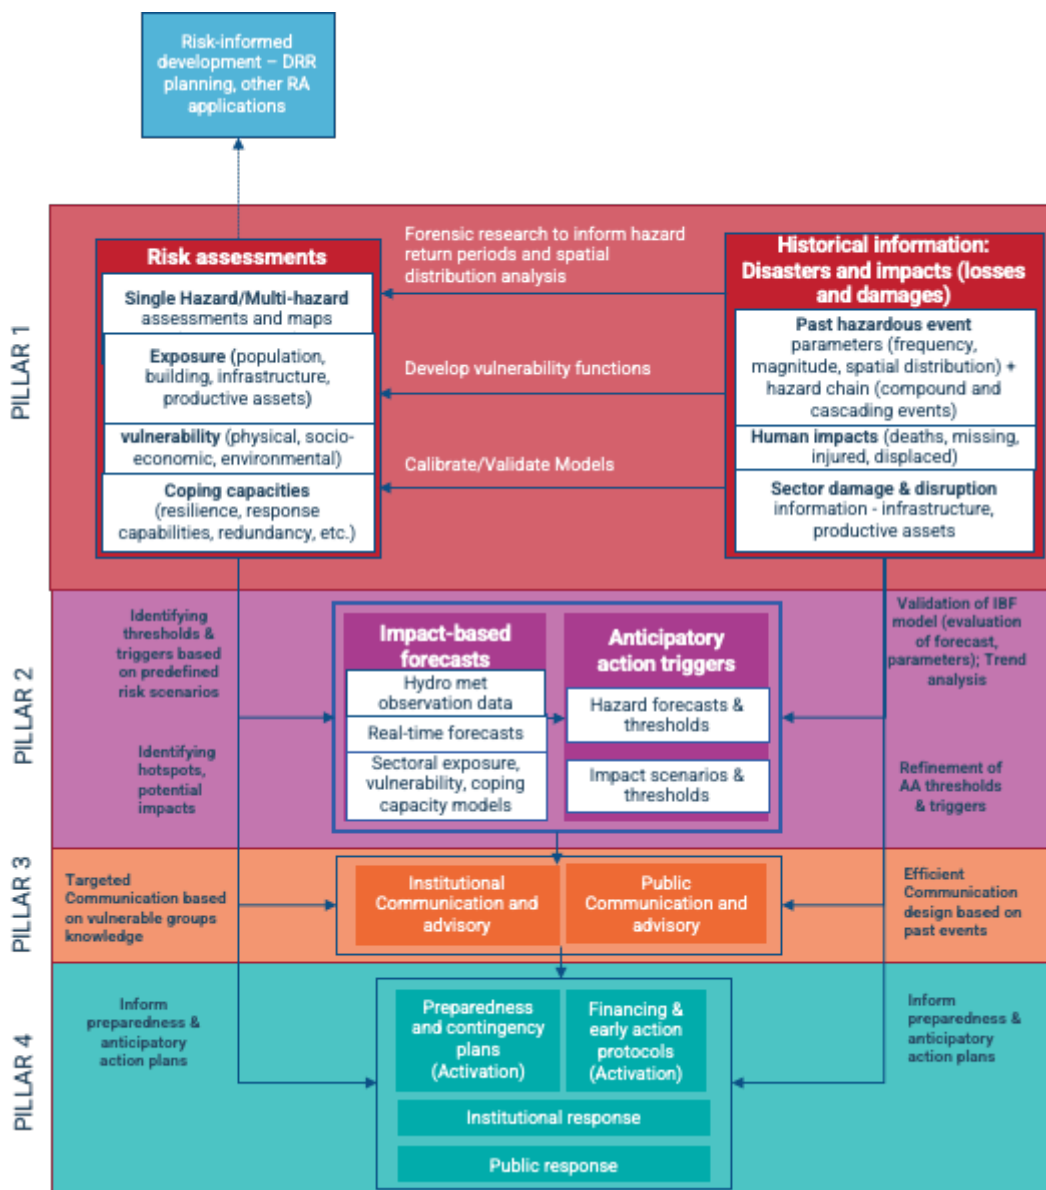 Risk-informed
development – DRR
planning, other RA
applications
PILLAR 1
Risk assessments
Single Hazard/Multi-hazard
assessments and maps
Exposure (population,
building, infrastructure,
productive assets)
vulnerability (physical, socio-
economic, environmental)
Coping capacities
(resilience, response
capabilities, redundancy, etc.)
Forensic research to inform hazard
return periods and spatial
distribution analysis
Develop vulnerability functions
Calibrate/Validate Models
Historical information:
Disasters and impacts (losses
and damages)
Past hazardous event
parameters (frequency,
magnitude, spatial distribution) +
hazard chain (compound and
cascading events)
Human impacts (deaths, missing,
injured, displaced)
Sector damage & disruption
information - infrastructure,
productive assets
PILLAR 2
Identifying
thresholds &
triggers based
on predefined
risk scenarios
Identifying
hotspots,
potential
impacts
Impact-based
forecasts
Hydro met
observation data
Real-time forecasts
Sectoral exposure,
vulnerability, coping
capacity models
Anticipatory
action triggers
Hazard forecasts &
thresholds
Impact scenarios &
thresholds
Validation of IBF
model (evaluation
of forecast,
parameters); Trend
analysis
Refinement of
AA thresholds
& triggers
PILLAR 3
Targeted
Communication based
on vulnerable groups
knowledge
Institutional
Communication and
advisory
Public
Communication and
advisory
Efficient
Communication
design based on
past events
PILLAR 4
Inform
preparedness &
anticipatory
action plans
Preparedness
and contingency
plans
(Activation)
Financing &
early action
protocols
(Activation)
Institutional response
Public response
Inform
preparedness &
anticipatory
action plans